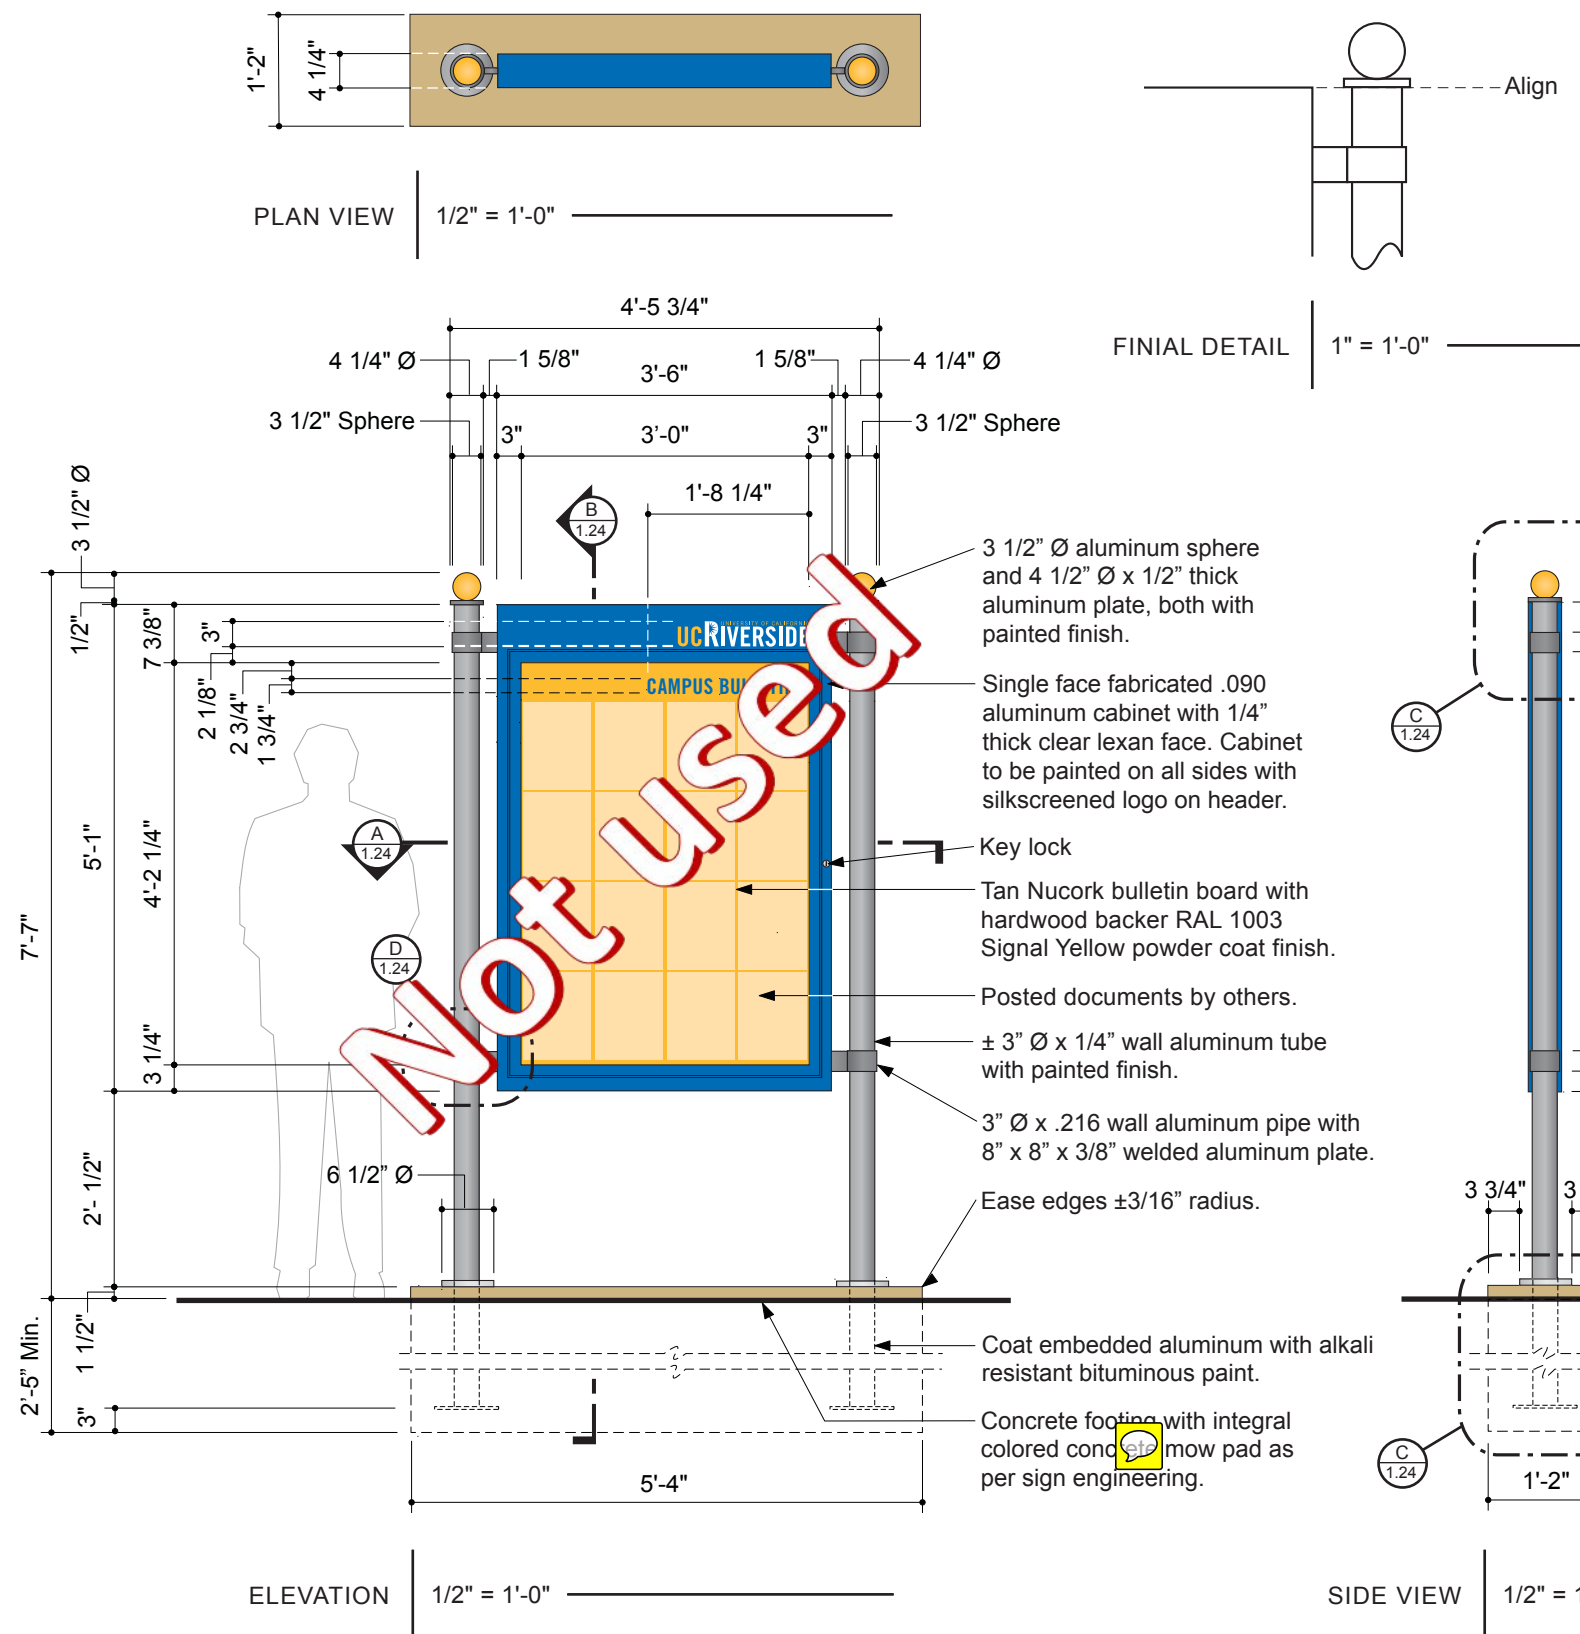 1'-2"
4 1/4"
PLAN VIEW
1/2" = 1'-0"
Align
FINIAL DETAIL
1" = 1'-0"
4'-5 3/4"
4 1/4" Ø
1 5/8"
3'-6"
1 5/8"
4 1/4" Ø
3 1/2" Sphere
3"
3'-0"
3"
3 1/2" Sphere
1'-8 1/4"
B
1.24
3 1/2" Ø
1/2"
7 3/8"
3"
2 1/8"
2 3/4"
1 3/4"
5'-1"
4'-2 1/4"
7'-7"
3 1/4"
2'- 1/2"
1 1/2"
2'-5" Min.
3"
A
1.24
D
1.24
UNIVERSITY OF CALIFORNIA
UCRIVERSIDE
CAMPUS
Not used
3 1/2” Ø aluminum sphere
and 4 1/2” Ø x 1/2” thick
aluminum plate, both with
painted finish.
Single face fabricated .090
aluminum cabinet with 1/4”
thick clear lexan face. Cabinet
to be painted on all sides with
silkscreened logo on header.
Key lock
Tan Nucork bulletin board with
hardwood backer RAL 1003
Signal Yellow powder coat finish.
Posted documents by others.
± 3” Ø x 1/4” wall aluminum tube
with painted finish.
3” Ø x .216 wall aluminum pipe with
8” x 8” x 3/8” welded aluminum plate.
6 1/2” Ø
Ease edges ±3/16” radius.
Coat embedded aluminum with alkali
resistant bituminous paint.
Concrete footing with integral
colored concrete mow pad as
per sign engineering.
5'-4"
ELEVATION
1/2" = 1'-0"
C
1.24
3 3/4"
3
C
1.24
1'-2"
SIDE VIEW
1/2" =